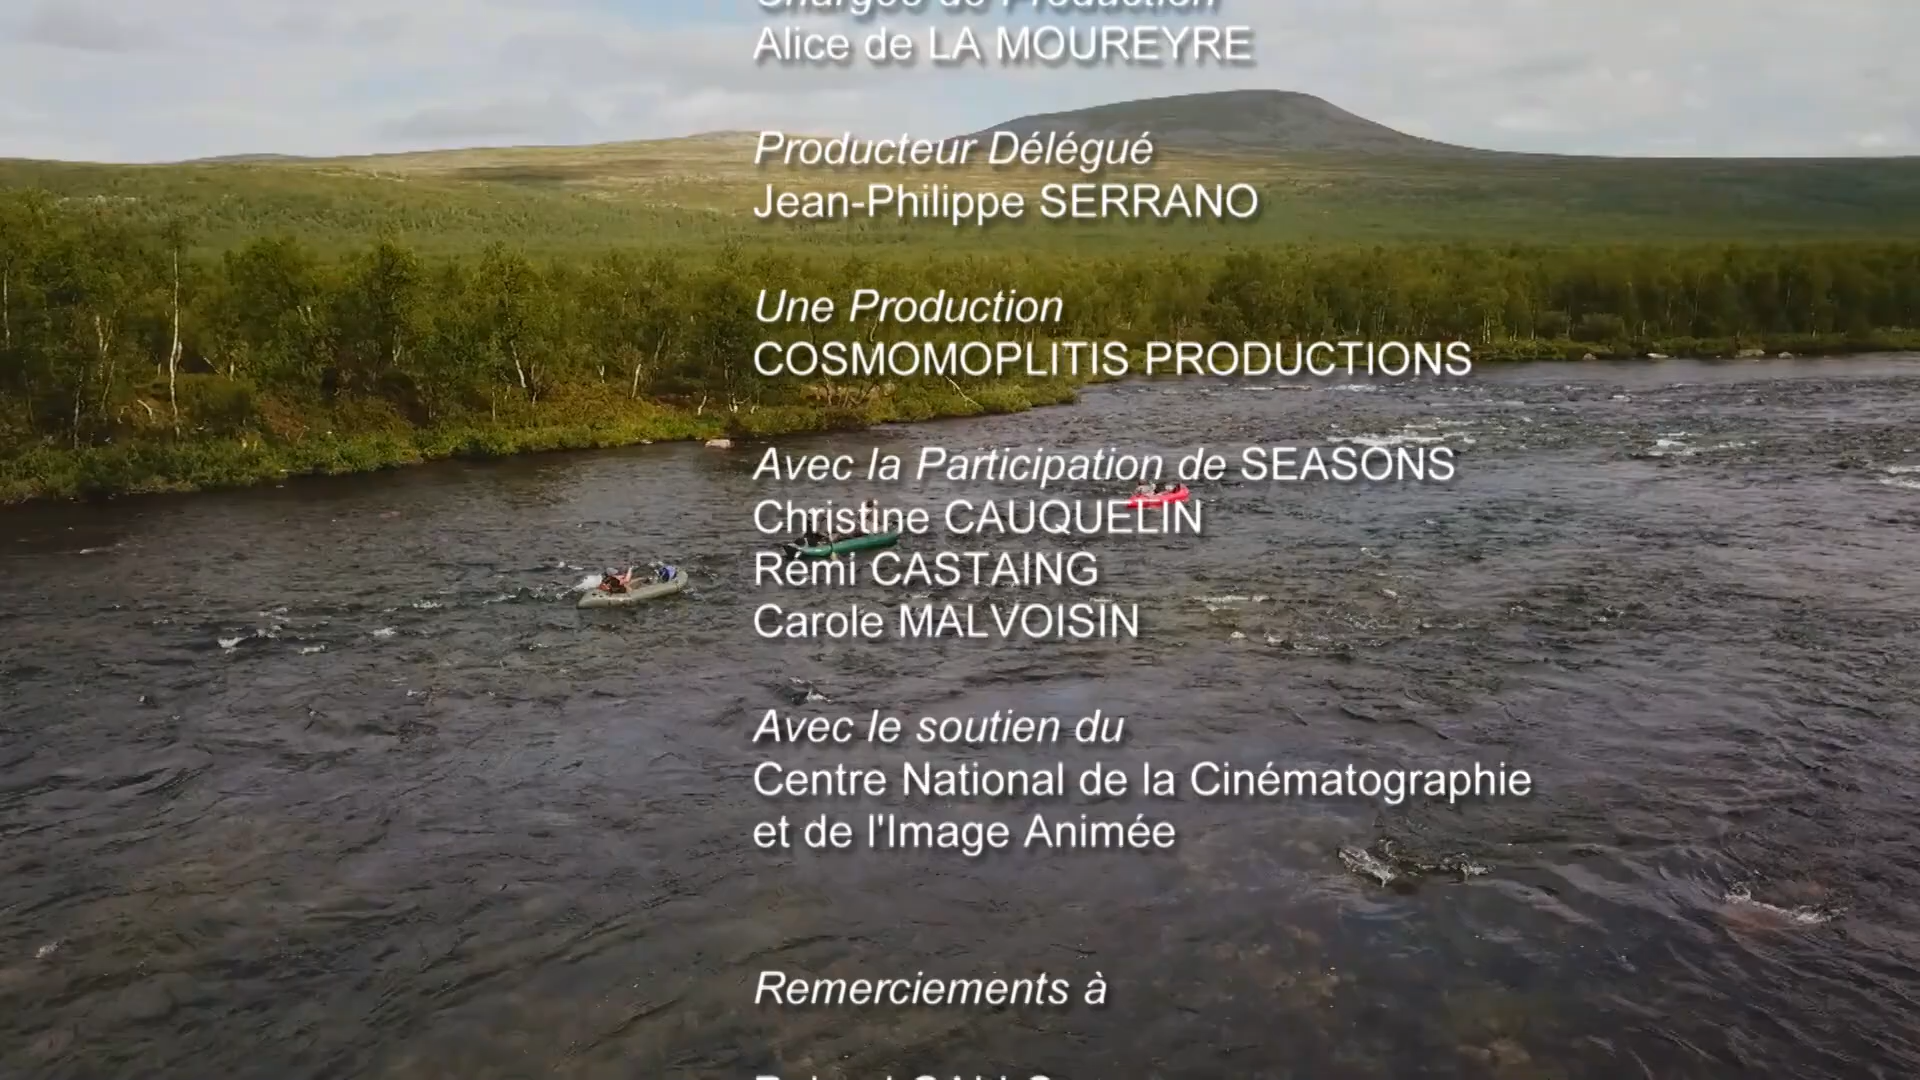 Alice de LA MOUREYRE
Producteur Délégué
Jean-Philippe SERRANO
Une Production
COSMOMOPLITIS PRODUCTIONS
Avec la Participation de SEASONS
Christine CAUQUELIN
Rémi CASTAING
Carole MALVOISIN
Avec le soutien du
Centre National de la Cinématographie
et de l'Image Animée
Remerciements à